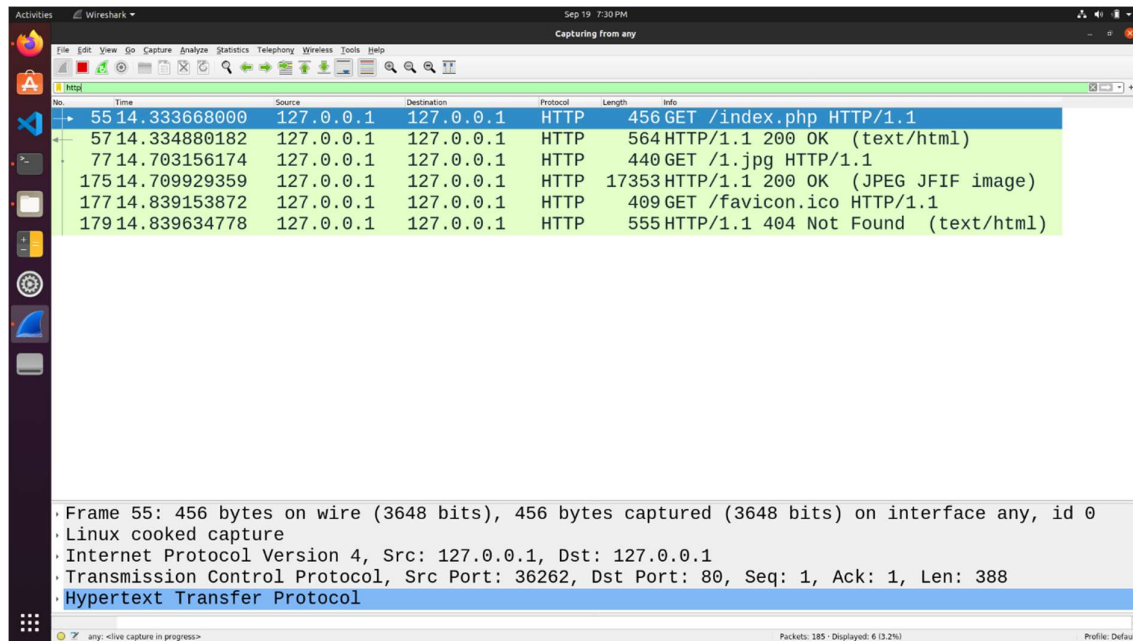 Activities Wireshark Sep 19 7:30 PM
Capturing from any
File Edit View Go Capture Analyze Statistics Telephony Wireless Tools Help
http
No. Time Source Destination Protocol Length Info
55 14.333668000 127.0.0.1 127.0.0.1 HTTP 456 GET /index.php HTTP/1.1
57 14.334880182 127.0.0.1 127.0.0.1 HTTP 564 HTTP/1.1 200 OK (text/html)
77 14.703156174 127.0.0.1 127.0.0.1 HTTP 440 GET /1.jpg HTTP/1.1
175 14.709929359 127.0.0.1 127.0.0.1 HTTP 17353 HTTP/1.1 200 OK (JPEG JFIF image)
177 14.839153872 127.0.0.1 127.0.0.1 HTTP 409 GET /favicon.ico HTTP/1.1
179 14.839634778 127.0.0.1 127.0.0.1 HTTP 555 HTTP/1.1 404 Not Found (text/html)
Frame 55: 456 bytes on wire (3648 bits), 456 bytes captured (3648 bits) on interface any, id 0
Linux cooked capture
Internet Protocol Version 4, Src: 127.0.0.1, Dst: 127.0.0.1
Transmission Control Protocol, Src Port: 36262, Dst Port: 80, Seq: 1, Ack: 1, Len: 388
Hypertext Transfer Protocol
any: <live capture in progress> Packets: 185 · Displayed: 6 (3.2%) Profile: Defau